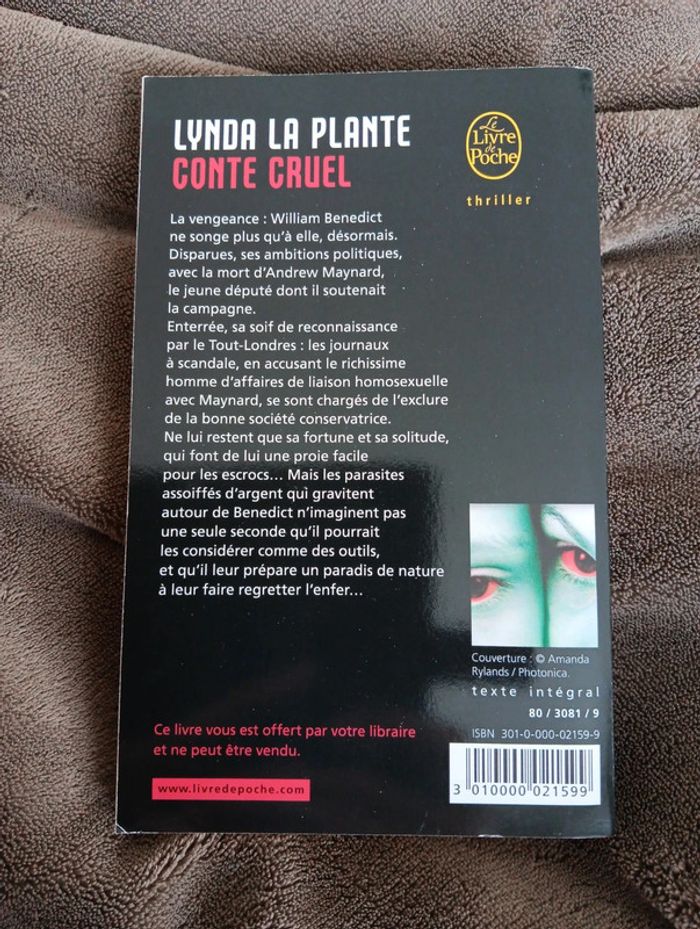 LYNDA LA PLANTE
CONTE CRUEL
Le
Livre
de
Poche
thriller
La vengeance : William Benedict
ne songe plus qu'à elle, désormais.
Disparues, ses ambitions politiques,
avec la mort d'Andrew Maynard,
le jeune député dont il soutenait
la campagne.
Enterrée, sa soif de reconnaissance
par le Tout-Londres : les journaux
à scandale, en accusant le richissime
homme d'affaires de liaison homosexuelle
avec Maynard, se sont chargés de l'exclure
de la bonne société conservatrice.
Ne lui restent que sa fortune et sa solitude,
qui font de lui une proie facile
pour les escrocs... Mais les parasites
assoiffés d'argent qui gravitent
autour de Benedict n'imaginent pas
une seule seconde qu'il pourrait
les considérer comme des outils,
et qu'il leur prépare un paradis de nature
à leur faire regretter l'enfer...
Couverture : © Amanda
Rylands / Photonica.
texte intégral
80 / 3081 / 9
ISBN 301-0-000-02159-9
3 010000 021599
Ce livre vous est offert par votre libraire
et ne peut être vendu.
www.livredepoche.com